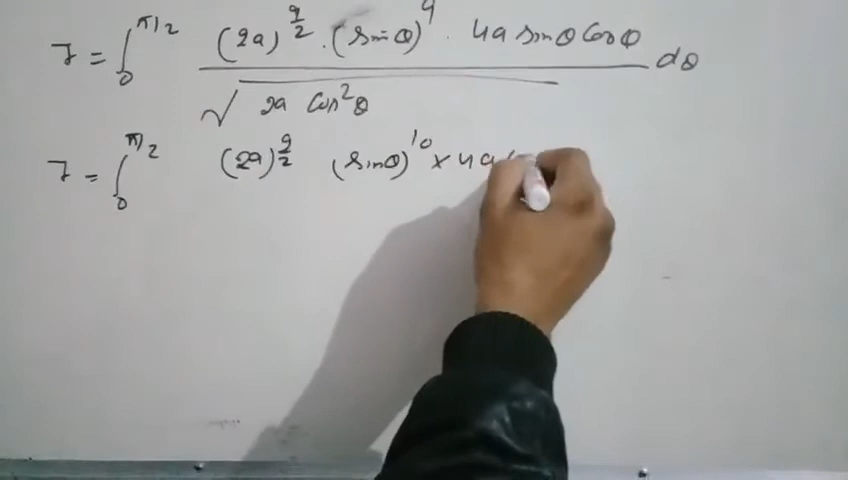 I = ∫₀^{π/2} (2a)^{9/2} · (sinθ)^9 · 4a sinθ cosθ / √(2a cos²θ) dθ
I = ∫₀^{π/2} (2a)^{9/2} (sinθ)^{10} × 4a